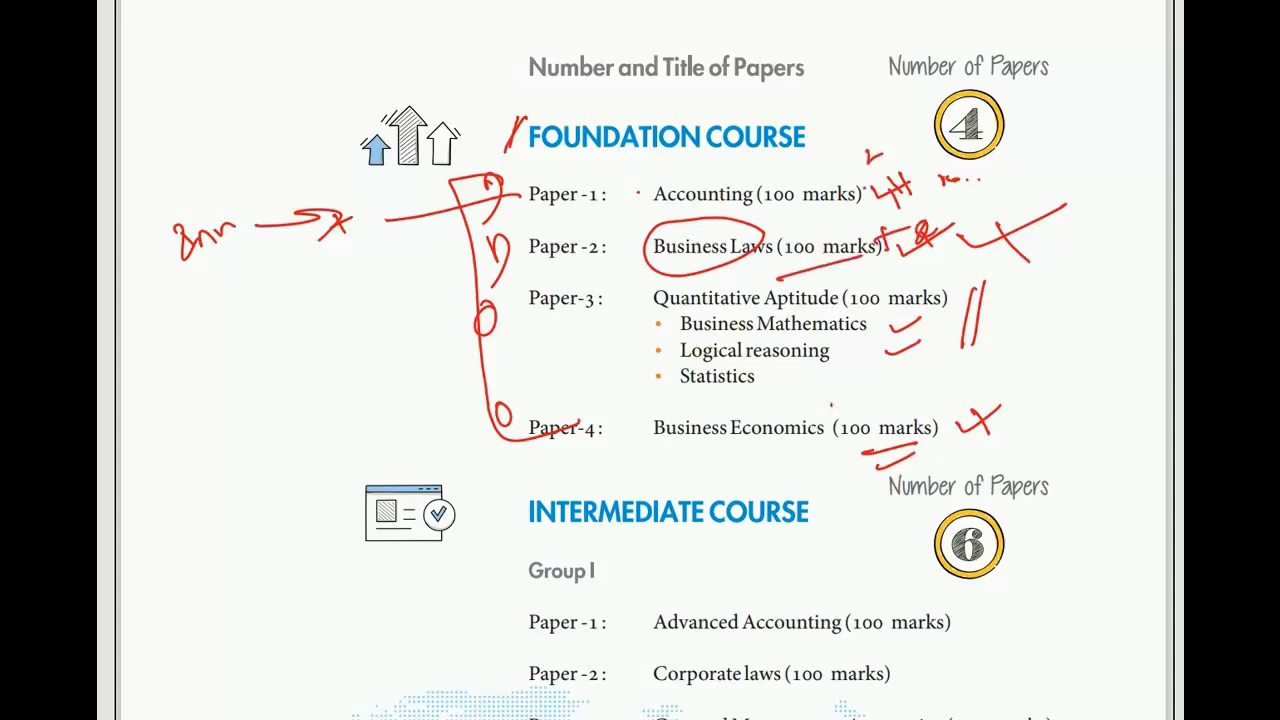 Number and Title of Papers
Number of Papers
4
FOUNDATION COURSE
Paper -1 : Accounting (100 marks)
Paper -2 : Business Laws (100 marks)
Paper-3 : Quantitative Aptitude (100 marks)
• Business Mathematics
• Logical reasoning
• Statistics
Paper-4 : Business Economics (100 marks)
Number of Papers
6
INTERMEDIATE COURSE
Group I
Paper -1 : Advanced Accounting (100 marks)
Paper -2 : Corporate laws (100 marks)